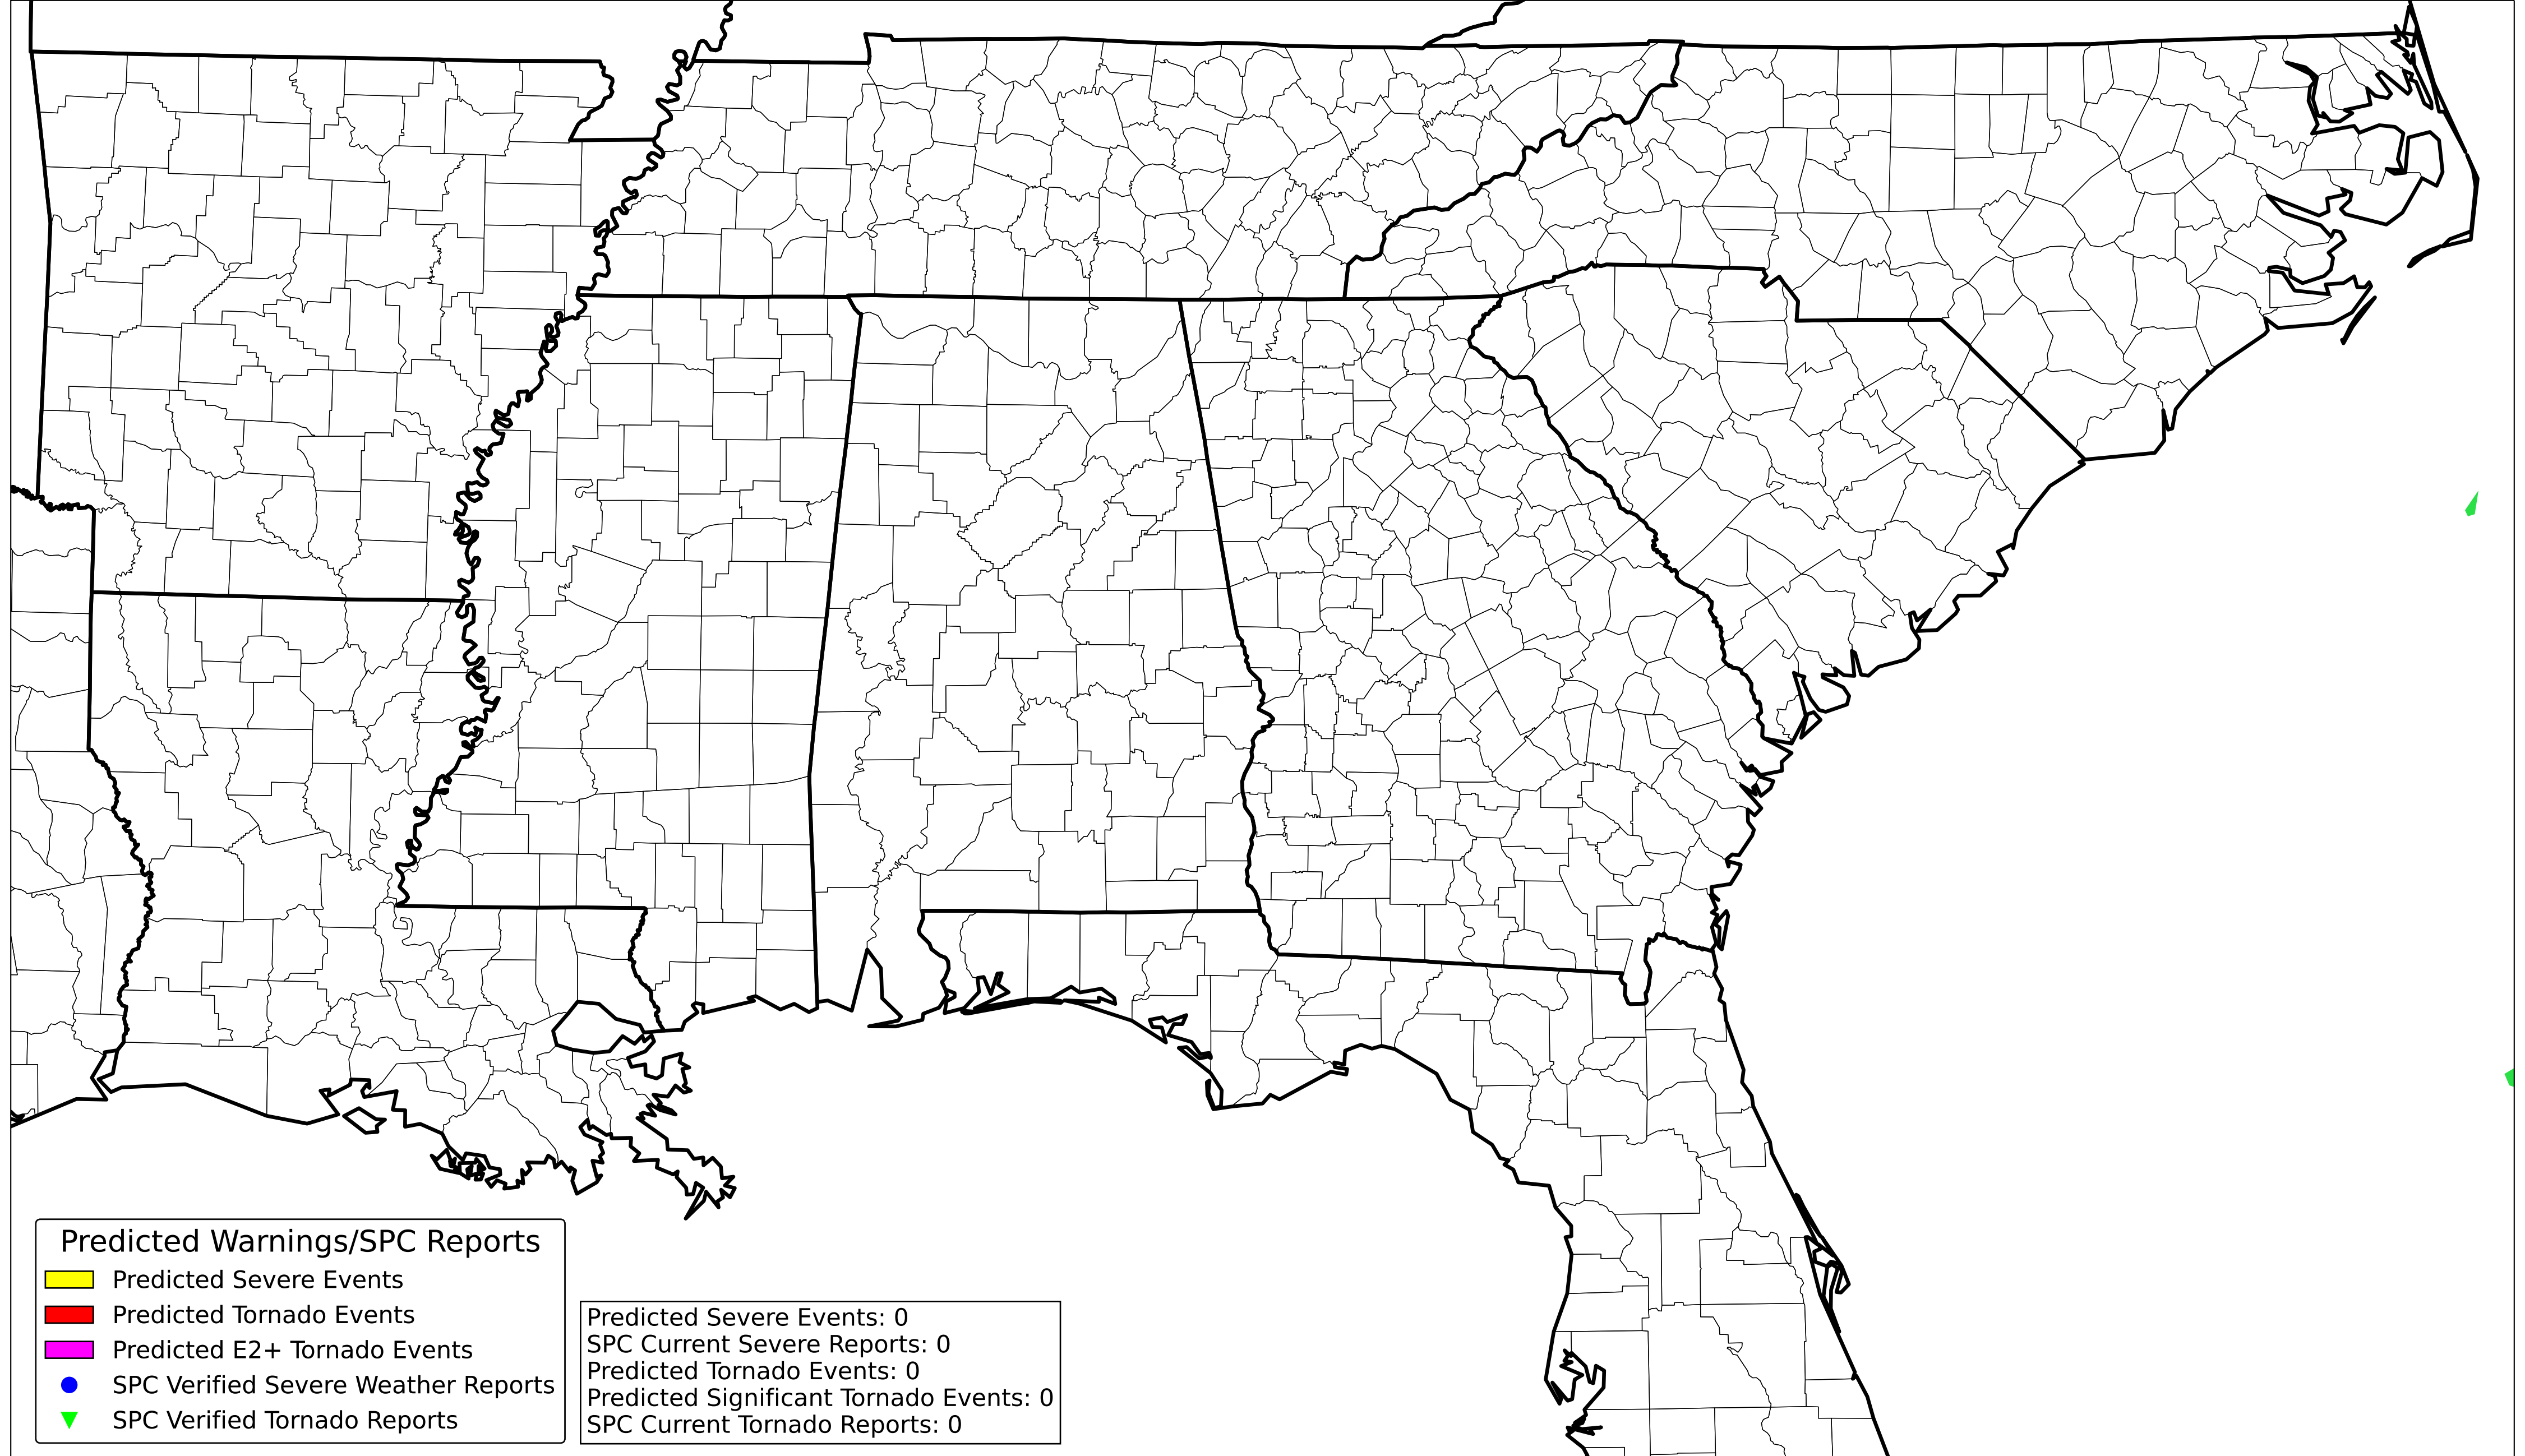 Predicted Warnings/SPC Reports
Predicted Severe Events
Predicted Tornado Events
Predicted E2+ Tornado Events
SPC Verified Severe Weather Reports
SPC Verified Tornado Reports
Predicted Severe Events: 0
SPC Current Severe Reports: 0
Predicted Tornado Events: 0
Predicted Significant Tornado Events: 0
SPC Current Tornado Reports: 0